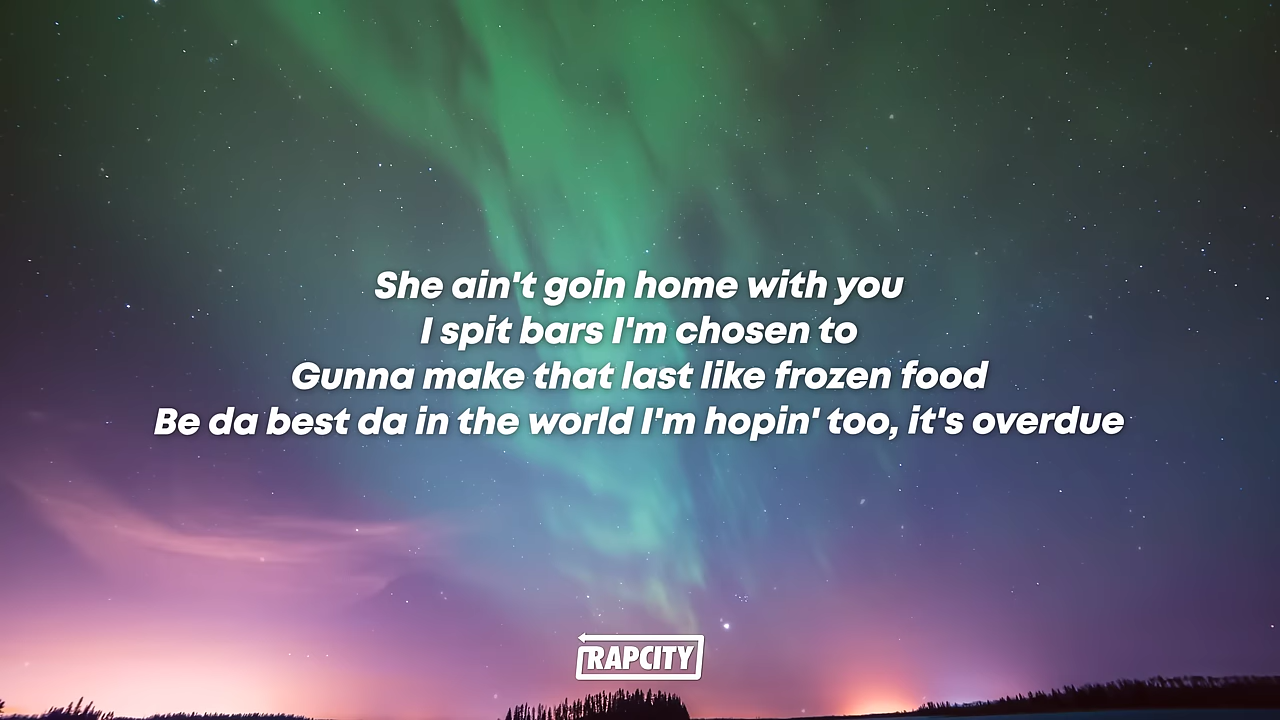 She ain't goin home with you
I spit bars I'm chosen to
Gunna make that last like frozen food
Be da best da in the world I'm hopin' too, it's overdue
RAPCITY